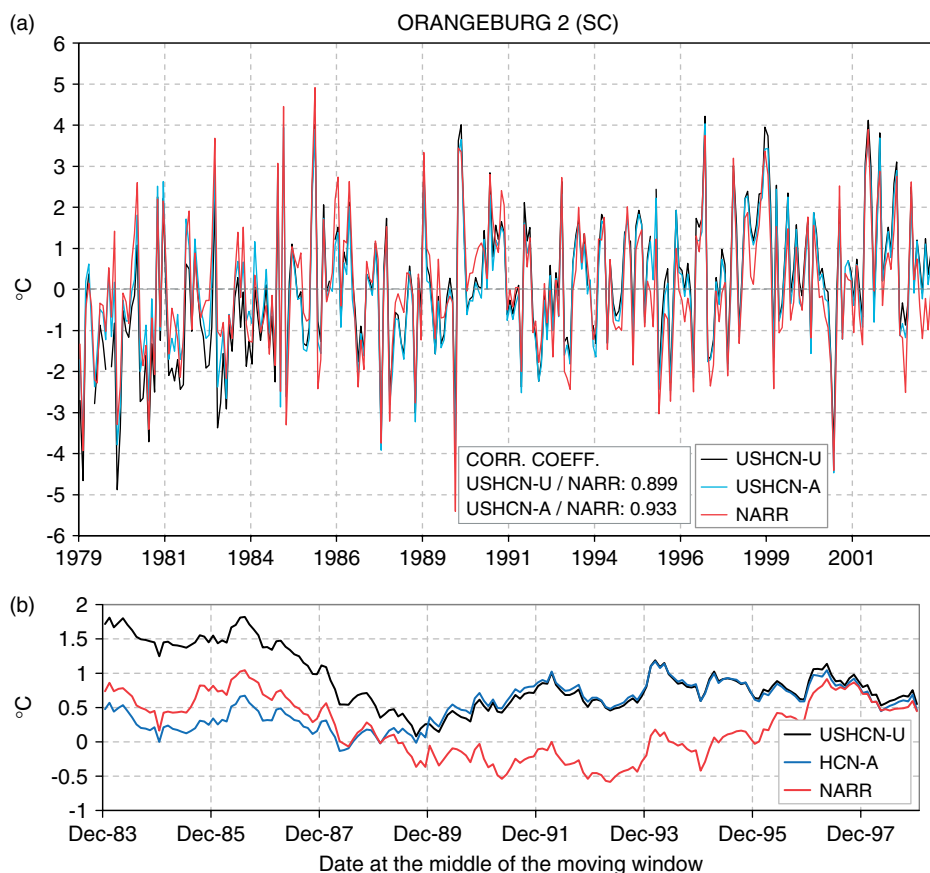 (a)
ORANGEBURG 2 (SC)
6
5
4
3
2
1
0
-1
-2
-3
-4
-5
-6
°C
CORR. COEFF.
USHCN-U / NARR: 0.899
USHCN-A / NARR: 0.933
USHCN-U
USHCN-A
NARR
1979 1981 1984 1986 1989 1991 1994 1996 1999 2001
(b)
2
1.5
1
0.5
0
-0.5
-1
°C
USHCN-U
HCN-A
NARR
Dec-83 Dec-85 Dec-87 Dec-89 Dec-91 Dec-93 Dec-95 Dec-97
Date at the middle of the moving window